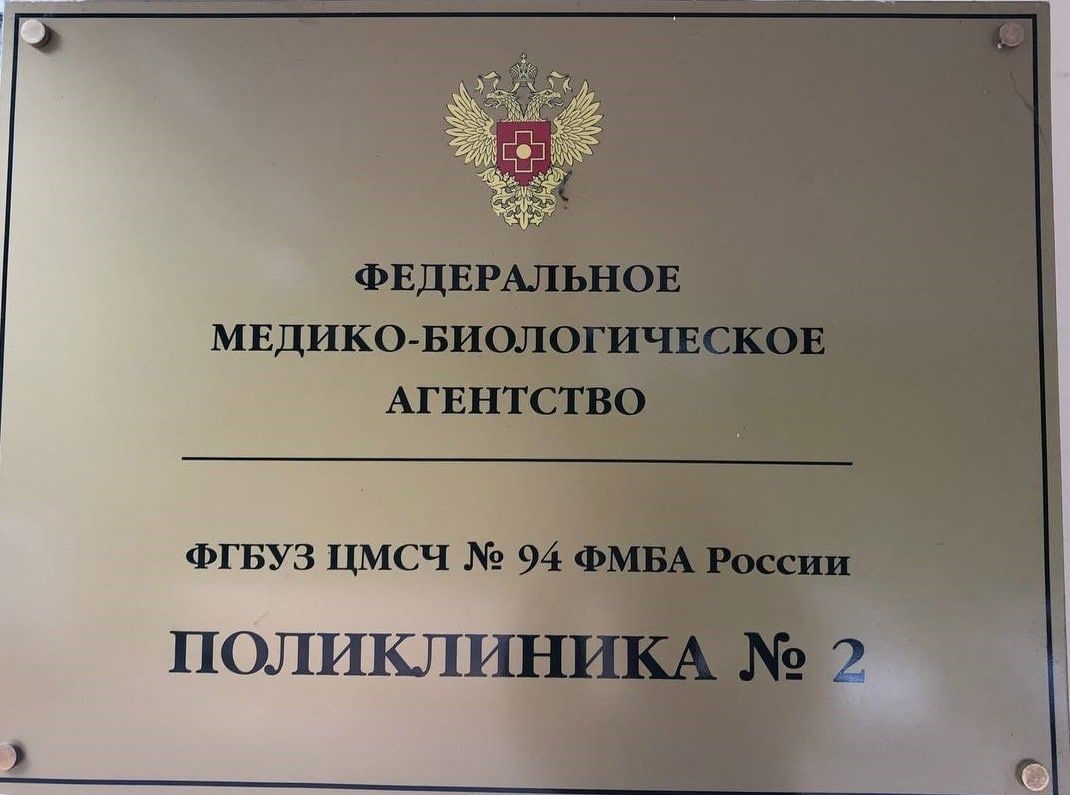 ФЕДЕРАЛЬНОЕ
МЕДИКО-БИОЛОГИЧЕСКОЕ
АГЕНТСТВО
ФГБУЗ ЦМСЧ № 94 ФМБА России
ПОЛИКЛИНИКА № 2